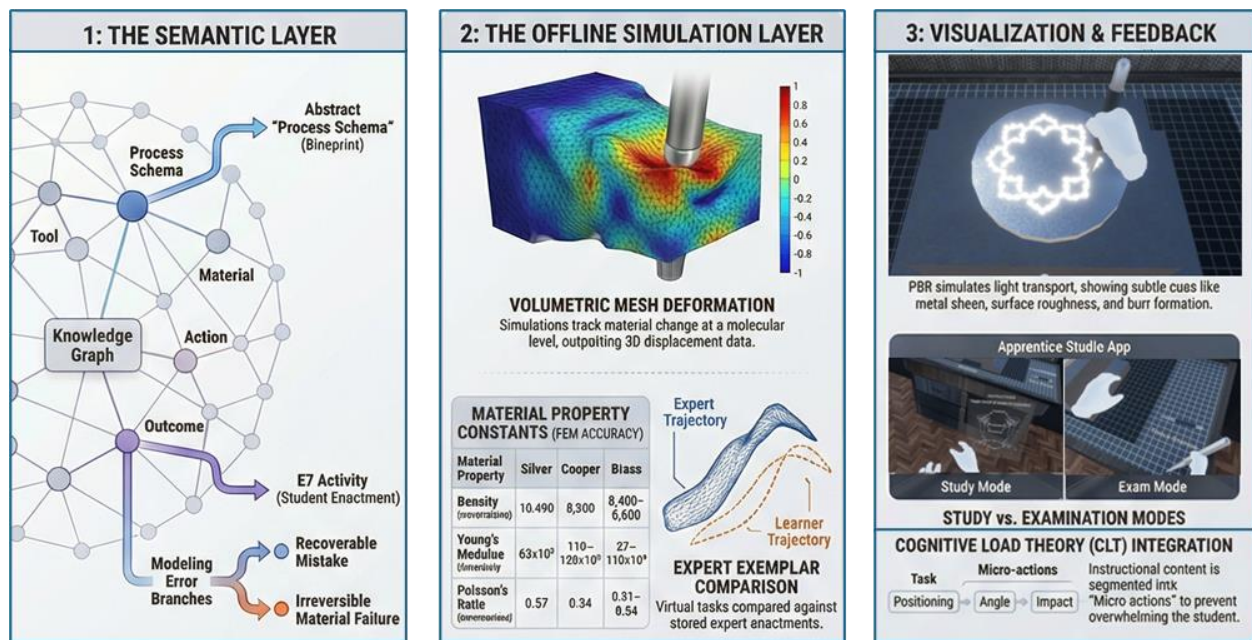 1: THE SEMANTIC LAYER
Abstract
"Process Schema"
(Bineprint)
Process
Schema
Tool
Material
Knowledge
Graph
Action
Outcome
E7 Activity
(Student Enactment)
Modeling
Error
Branches
Recoverable
Mistake
Irreversible
Material Failure
2: THE OFFLINE SIMULATION LAYER
1
0.8
0.6
0.4
0.2
0
-0.2
-0.4
-0.6
-0.8
-1
VOLUMETRIC MESH DEFORMATION
Simulations track material change at a molecular
level, outpoiting 3D displacement data.
MATERIAL PROPERTY
CONSTANTS (FEM ACCURACY)
Material
Property
Silver
Cooper
Biass
Bensity
10.490
8,300
8,400–
6,600
Young's
Medulue
63x10⁹
110–
120x10⁰
27–
110x10⁹
Polsson's
Ratle
0.57
0.34
0.31–
0.54
Expert
Trajectory
Learner
Trajectory
EXPERT EXEMPLAR
COMPARISON
Virtual tasks compared against
stored expert enactments.
3: VISUALIZATION & FEEDBACK
PBR simulates light transport, showing subtle cues like
metal sheen, surface roughness, and burr formation.
Apprentice Studle App
Study Mode
Exam Mode
STUDY vs. EXAMINATION MODES
COGNITIVE LOAD THEORY (CLT) INTEGRATION
Task
Micro-actions
Positioning
Angle
Impact
Instructional content is
segmented intk
"Micro actions" to prevent
overwhelming the student.